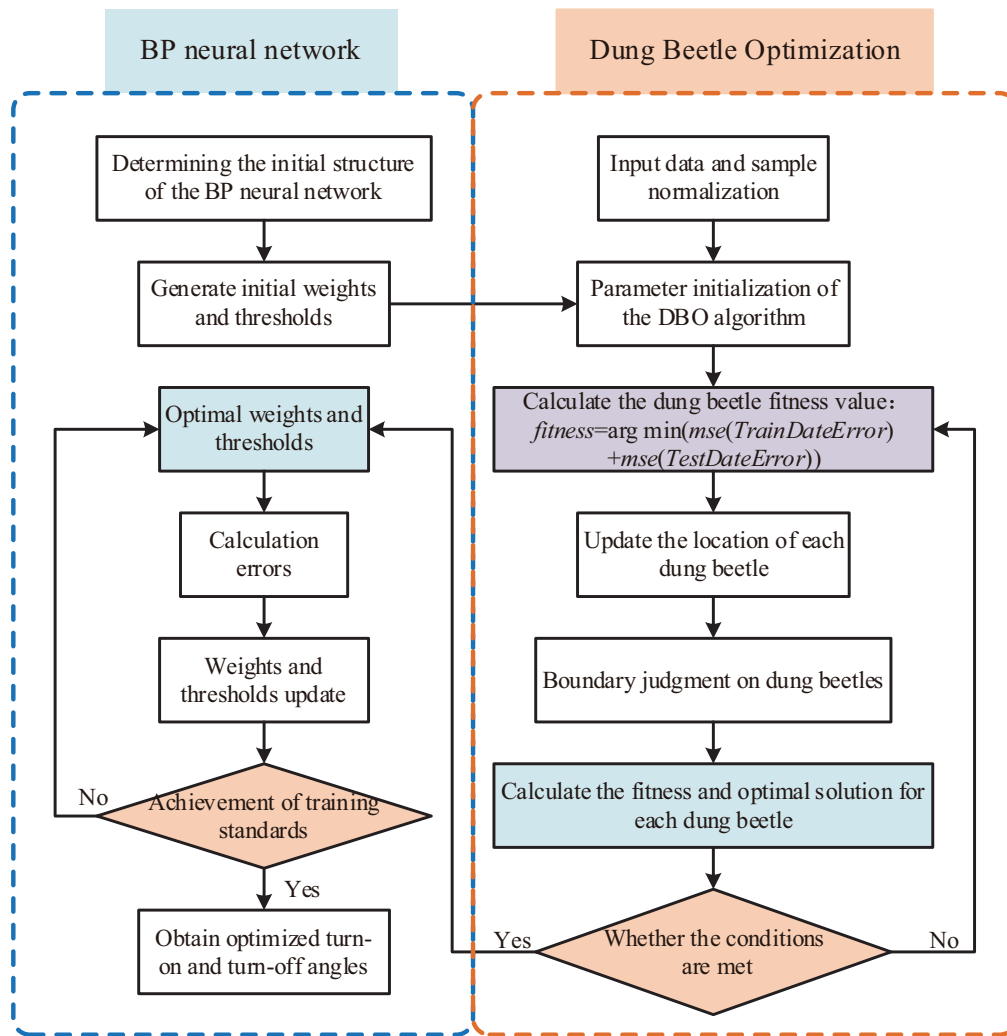 BP neural network
Determining the initial structure
of the BP neural network
Generate initial weights
and thresholds
Optimal weights and
thresholds
Calculation
errors
Weights and
thresholds update
No
Achievement of training
standards
Yes
Obtain optimized turn-
on and turn-off angles
Dung Beetle Optimization
Input data and sample
normalization
Parameter initialization of
the DBO algorithm
Calculate the dung beetle fitness value：
fitness=arg min(mse(TrainDateError)
+mse(TestDateError))
Update the location of each
dung beetle
Boundary judgment on dung beetles
Calculate the fitness and optimal solution for
each dung beetle
Yes
Whether the conditions
are met
No